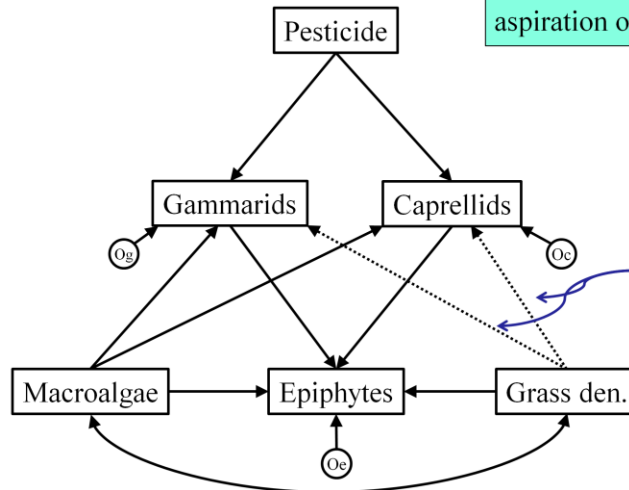 aspiration o
Pesticide
Gammarids
Caprellids
Og
Oc
Macroalgae
Epiphytes
Grass den.
Oe